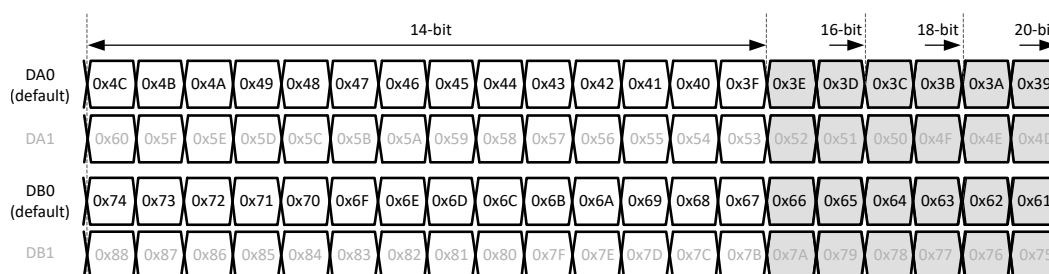 14-bit 16-bit 18-bit 20-bi
DA0 (default) 0x4C 0x4B 0x4A 0x49 0x48 0x47 0x46 0x45 0x44 0x43 0x42 0x41 0x40 0x3F 0x3E 0x3D 0x3C 0x3B 0x3A 0x39
DA1 0x60 0x5F 0x5E 0x5D 0x5C 0x5B 0x5A 0x59 0x58 0x57 0x56 0x55 0x54 0x53 0x52 0x51 0x50 0x4F 0x4E 0x4D
DB0 (default) 0x74 0x73 0x72 0x71 0x70 0x6F 0x6E 0x6D 0x6C 0x6B 0x6A 0x69 0x68 0x67 0x66 0x65 0x64 0x63 0x62 0x61
DB1 0x88 0x87 0x86 0x85 0x84 0x83 0x82 0x81 0x80 0x7F 0x7E 0x7D 0x7C 0x7B 0x7A 0x79 0x78 0x77 0x76 0x75